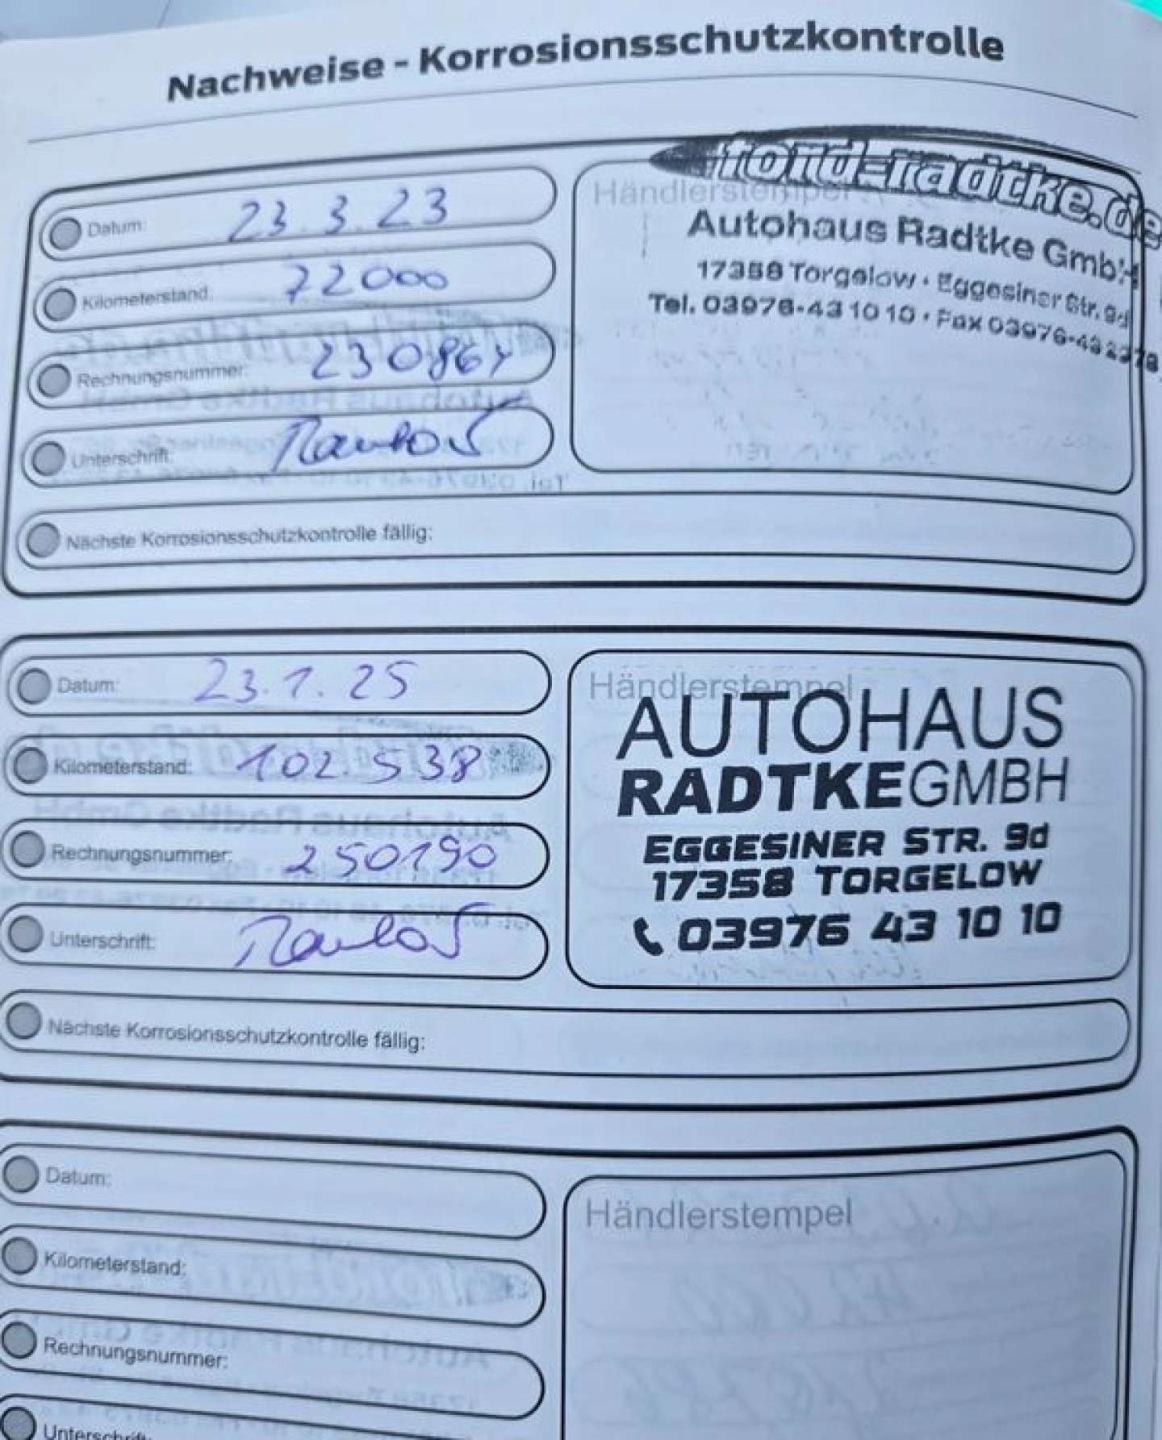 Nachweise - Korrosionsschutzkontrolle
Datum: 23.3.23
Kilometerstand: 72000
Rechnungsnummer: 230864
Unterschrift:
Nächste Korrosionsschutzkontrolle fällig:
Händlerstempel
ford-radtke.de
Autohaus Radtke GmbH
17358 Torgelow · Eggesiner Str. 9d
Tel. 03976-43 10 10 · Fax 03976-432378
Datum: 23.1.25
Kilometerstand: 102.538
Rechnungsnummer: 250190
Unterschrift:
Nächste Korrosionsschutzkontrolle fällig:
Händlerstempel
AUTOHAUS
RADTKEGMBH
EGGESINER STR. 9d
17358 TORGELOW
03976 43 10 10
Datum:
Kilometerstand:
Rechnungsnummer:
Unterschrift:
Händlerstempel